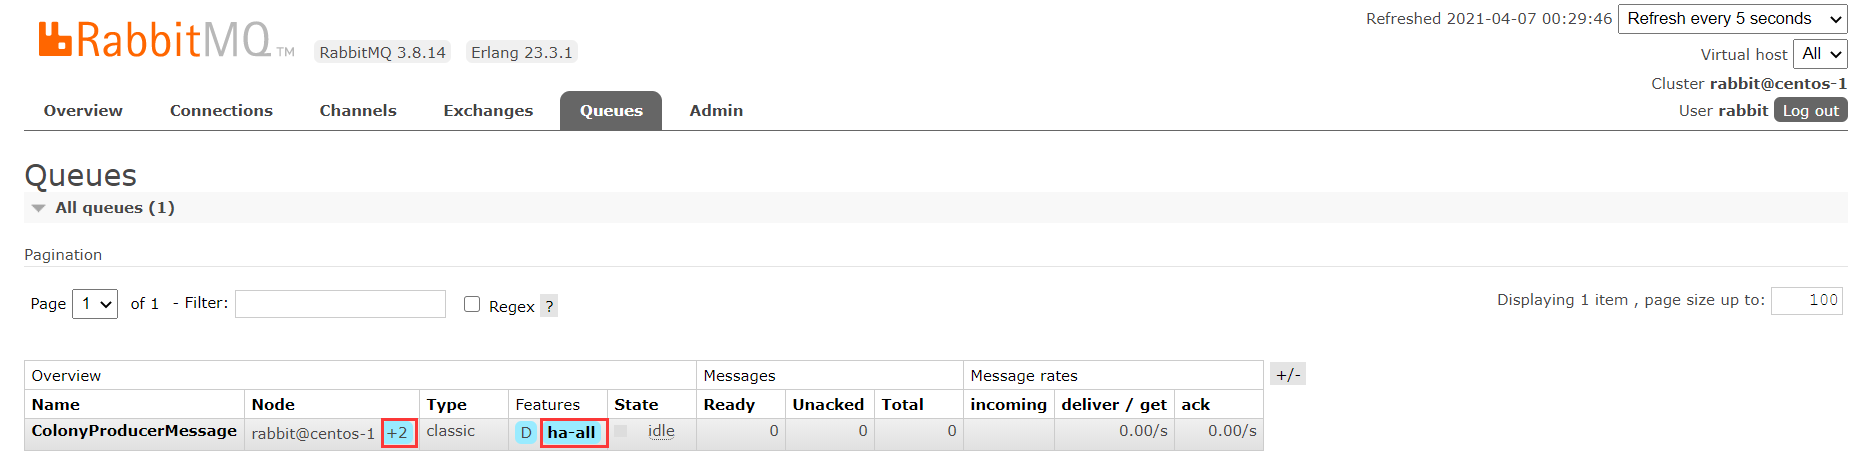 Refreshed 2021-04-07 00:29:46 Refresh every 5 seconds
RabbitMQ TM RabbitMQ 3.8.14 Erlang 23.3.1
Virtual host All
Cluster rabbit@centos-1
User rabbit Log out
Overview Connections Channels Exchanges Queues Admin
Queues
All queues (1)
Pagination
Page 1 of 1 - Filter: Regex ? Displaying 1 item , page size up to: 100
Overview Messages Message rates +/-
Name Node Type Features State Ready Unacked Total incoming deliver / get ack
ColonyProducerMessage rabbit@centos-1 +2 classic D ha-all idle 0 0 0 0.00/s 0.00/s